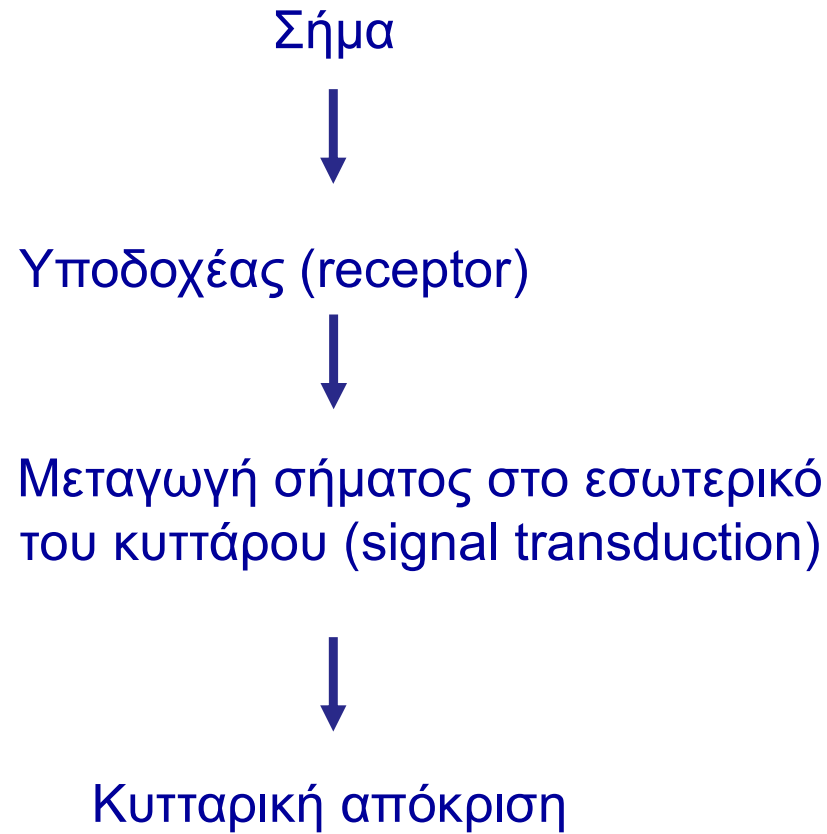 Σήμα
Υποδοχέας (receptor)
Μεταγωγή σήματος στο εσωτερικό
του κυττάρου (signal transduction)
Κυτταρική απόκριση